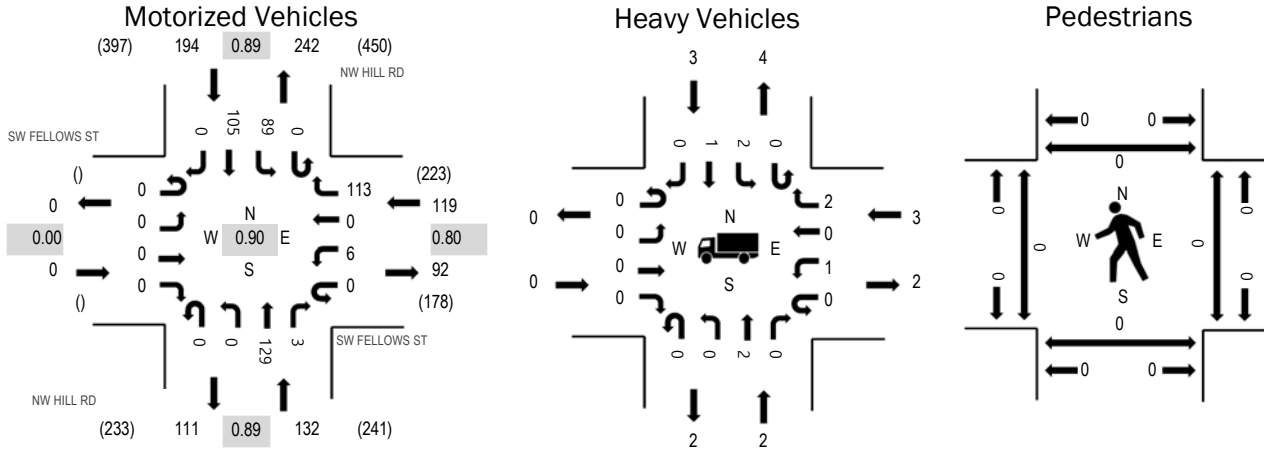 Motorized Vehicles
(397) 194 0.89 242 (450)
NW HILL RD
SW FELLOWS ST
0 105 89 0
() 0 113 (223)
0 0 N 0 119
0.00 W 0.90 E 0.80
0 0 S 6 92
() 0 0 (178)
0 0 129 3
SW FELLOWS ST
NW HILL RD
(233) 111 0.89 132 (241)
Heavy Vehicles
3 4
0 1 2 0
0 2
0 0 N 0 3
W E
0 0 S 1 2
0 0
0 0 2 0
2 2
Pedestrians
0 0
0
0 N 0
0 W E 0
0 S 0
0
0 0